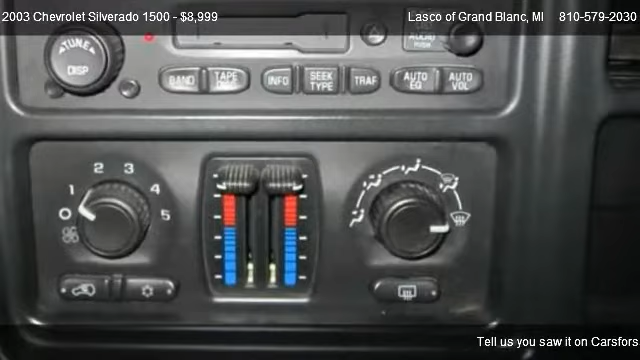 2003 Chevrolet Silverado 1500 - $8,999
Lasco of Grand Blanc, MI 810-579-2030
TUNE
DISP
AUDIO
BAND
TAPE
INFO
SEEK
TYPE
TRAF
AUTO
EQ
AUTO
VOL
O 1 2 3 4 5
Tell us you saw it on Carsfors